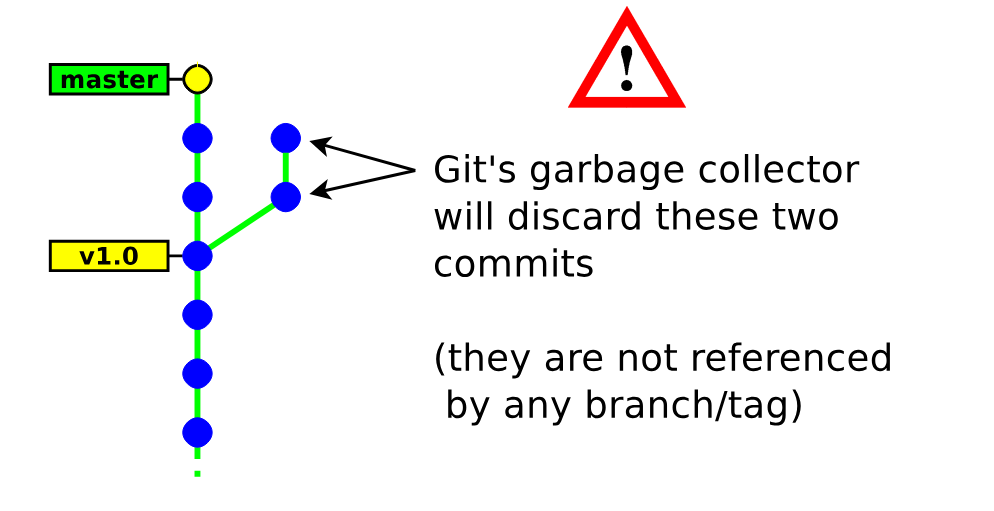 master
v1.0
!
Git's garbage collector
will discard these two
commits
(they are not referenced
by any branch/tag)